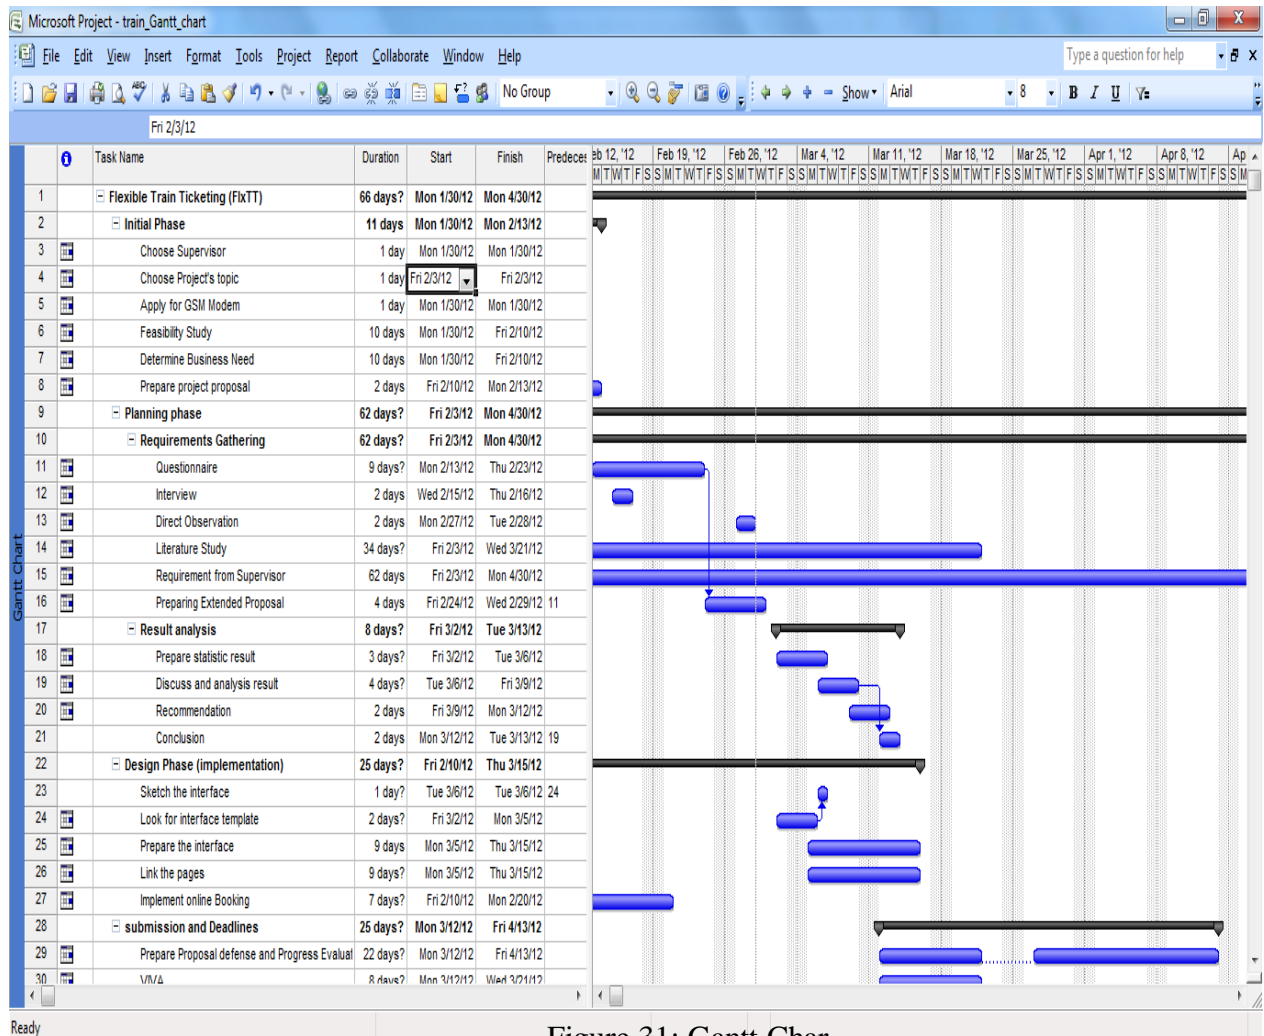 Microsoft Project - train_Gantt_chart
File Edit View Insert Format Tools Project Report Collaborate Window Help Type a question for help
No Group Show Arial 8 B I U
Fri 2/3/12
Task Name Duration Start Finish Predeces eb 12, '12 Feb 19, '12 Feb 26, '12 Mar 4, '12 Mar 11, '12 Mar 18, '12 Mar 25, '12 Apr 1, '12 Apr 8, '12 Ap
M T W T F S S M T W T F S S M T W T F S S M T W T F S S M T W T F S S M T W T F S S M T W T F S S M T W T F S S M T W T F S S M
1 Flexible Train Ticketing (FlxTT) 66 days? Mon 1/30/12 Mon 4/30/12
2 Initial Phase 11 days Mon 1/30/12 Mon 2/13/12
3 Choose Supervisor 1 day Mon 1/30/12 Mon 1/30/12
4 Choose Project's topic 1 day Fri 2/3/12 Fri 2/3/12
5 Apply for GSM Modem 1 day Mon 1/30/12 Mon 1/30/12
6 Feasibility Study 10 days Mon 1/30/12 Fri 2/10/12
7 Determine Business Need 10 days Mon 1/30/12 Fri 2/10/12
8 Prepare project proposal 2 days Fri 2/10/12 Mon 2/13/12
9 Planning phase 62 days? Fri 2/3/12 Mon 4/30/12
10 Requirements Gathering 62 days? Fri 2/3/12 Mon 4/30/12
11 Questionnaire 9 days? Mon 2/13/12 Thu 2/23/12
12 Interview 2 days Wed 2/15/12 Thu 2/16/12
13 Direct Observation 2 days Mon 2/27/12 Tue 2/28/12
14 Literature Study 34 days? Fri 2/3/12 Wed 3/21/12
15 Requirement from Supervisor 62 days Fri 2/3/12 Mon 4/30/12
16 Preparing Extended Proposal 4 days Fri 2/24/12 Wed 2/29/12 11
17 Result analysis 8 days? Fri 3/2/12 Tue 3/13/12
18 Prepare statistic result 3 days? Fri 3/2/12 Tue 3/6/12
19 Discuss and analysis result 4 days? Tue 3/6/12 Fri 3/9/12
20 Recommendation 2 days Fri 3/9/12 Mon 3/12/12
21 Conclusion 2 days Mon 3/12/12 Tue 3/13/12 19
22 Design Phase (implementation) 25 days? Fri 2/10/12 Thu 3/15/12
23 Sketch the interface 1 day? Tue 3/6/12 Tue 3/6/12 24
24 Look for interface template 2 days? Fri 3/2/12 Mon 3/5/12
25 Prepare the interface 9 days Mon 3/5/12 Thu 3/15/12
26 Link the pages 9 days? Mon 3/5/12 Thu 3/15/12
27 Implement online Booking 7 days? Fri 2/10/12 Mon 2/20/12
28 submission and Deadlines 25 days? Mon 3/12/12 Fri 4/13/12
29 Prepare Proposal defense and Progress Evaluat 22 days? Mon 3/12/12 Fri 4/13/12
30 VIVA 8 days? Mon 3/12/12 Wed 3/21/12
Gantt Chart
Ready
Figure 31: Gantt Char